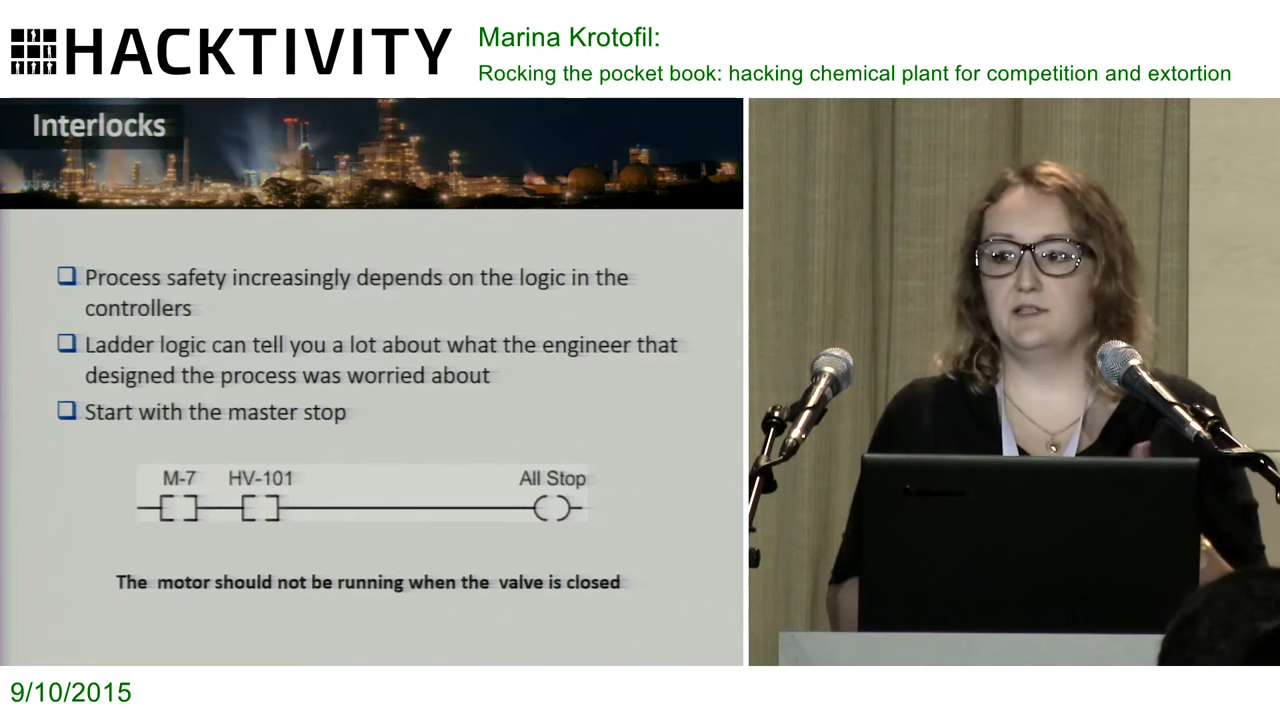 HACKTIVITY
Marina Krotofil:
Rocking the pocket book: hacking chemical plant for competition and extortion
Interlocks
Process safety increasingly depends on the logic in the
controllers
Ladder logic can tell you a lot about what the engineer that
designed the process was worried about
Start with the master stop
M-7 HV-101 All Stop
The motor should not be running when the valve is closed
9/10/2015